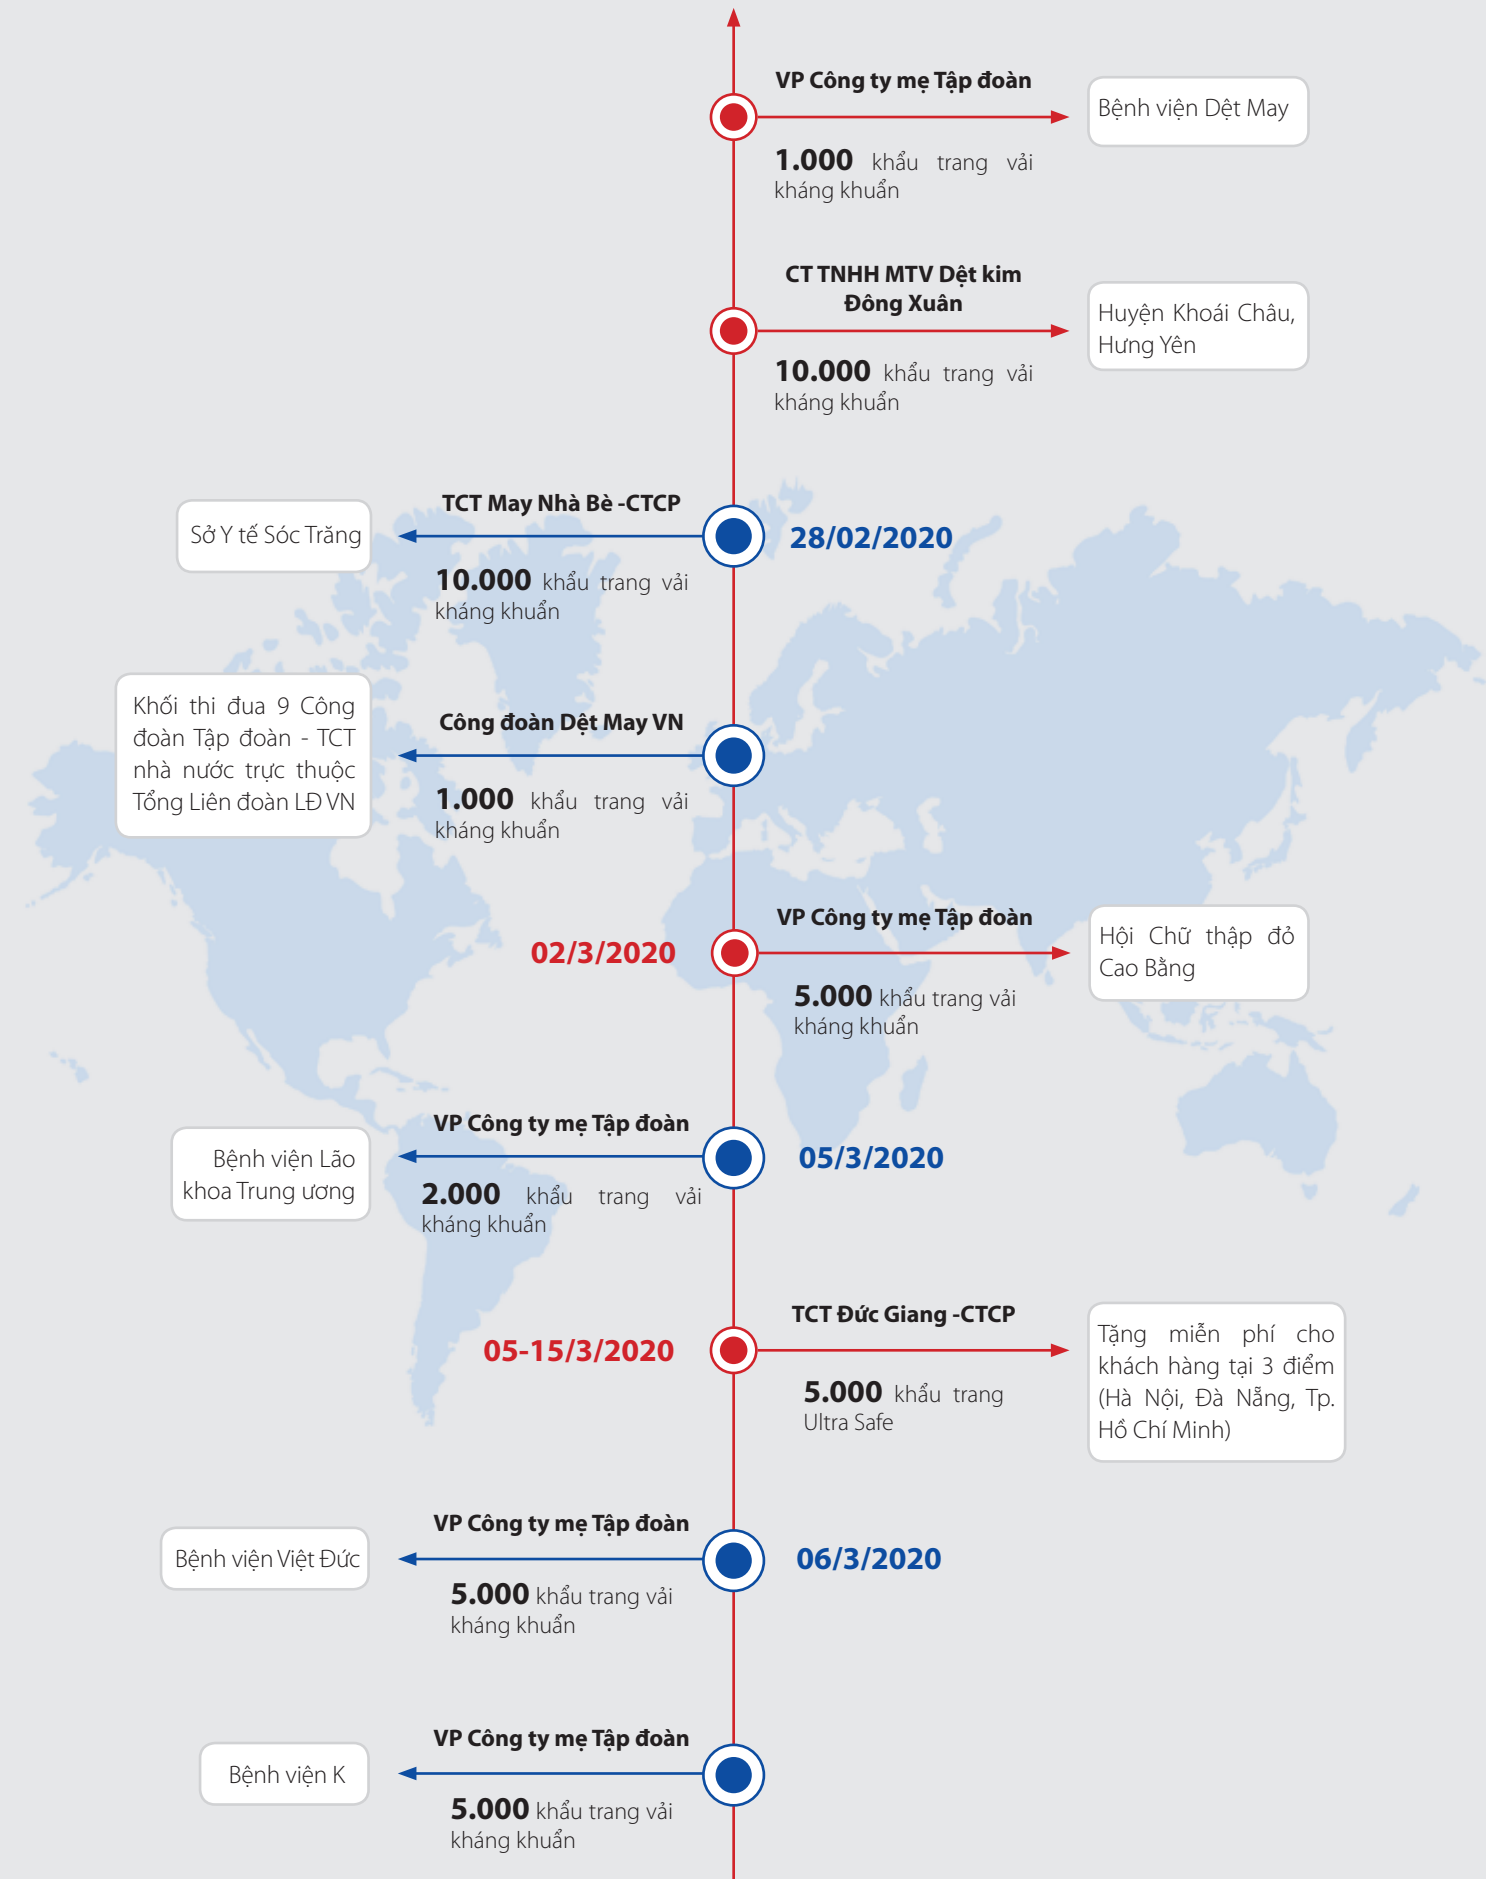 VP Công ty mẹ Tập đoàn
Bệnh viện Dệt May
1.000 khẩu trang vải
kháng khuẩn
CT TNHH MTV Dệt kim
Đông Xuân
Huyện Khoái Châu,
Hưng Yên
10.000 khẩu trang vải
kháng khuẩn
TCT May Nhà Bè -CTCP
Sở Y tế Sóc Trăng
28/02/2020
10.000 khẩu trang vải
kháng khuẩn
Khối thi đua 9 Công
đoàn Tập đoàn - TCT
nhà nước trực thuộc
Tổng Liên đoàn LĐ VN
Công đoàn Dệt May VN
1.000 khẩu trang vải
kháng khuẩn
VP Công ty mẹ Tập đoàn
02/3/2020
Hội Chữ thập đỏ
Cao Bằng
5.000 khẩu trang vải
kháng khuẩn
VP Công ty mẹ Tập đoàn
Bệnh viện Lão
khoa Trung ương
05/3/2020
2.000 khẩu trang vải
kháng khuẩn
TCT Đức Giang -CTCP
05-15/3/2020
Tặng miễn phí cho
khách hàng tại 3 điểm
(Hà Nội, Đà Nẵng, Tp.
Hồ Chí Minh)
5.000 khẩu trang
Ultra Safe
VP Công ty mẹ Tập đoàn
Bệnh viện Việt Đức
06/3/2020
5.000 khẩu trang vải
kháng khuẩn
VP Công ty mẹ Tập đoàn
Bệnh viện K
5.000 khẩu trang vải
kháng khuẩn